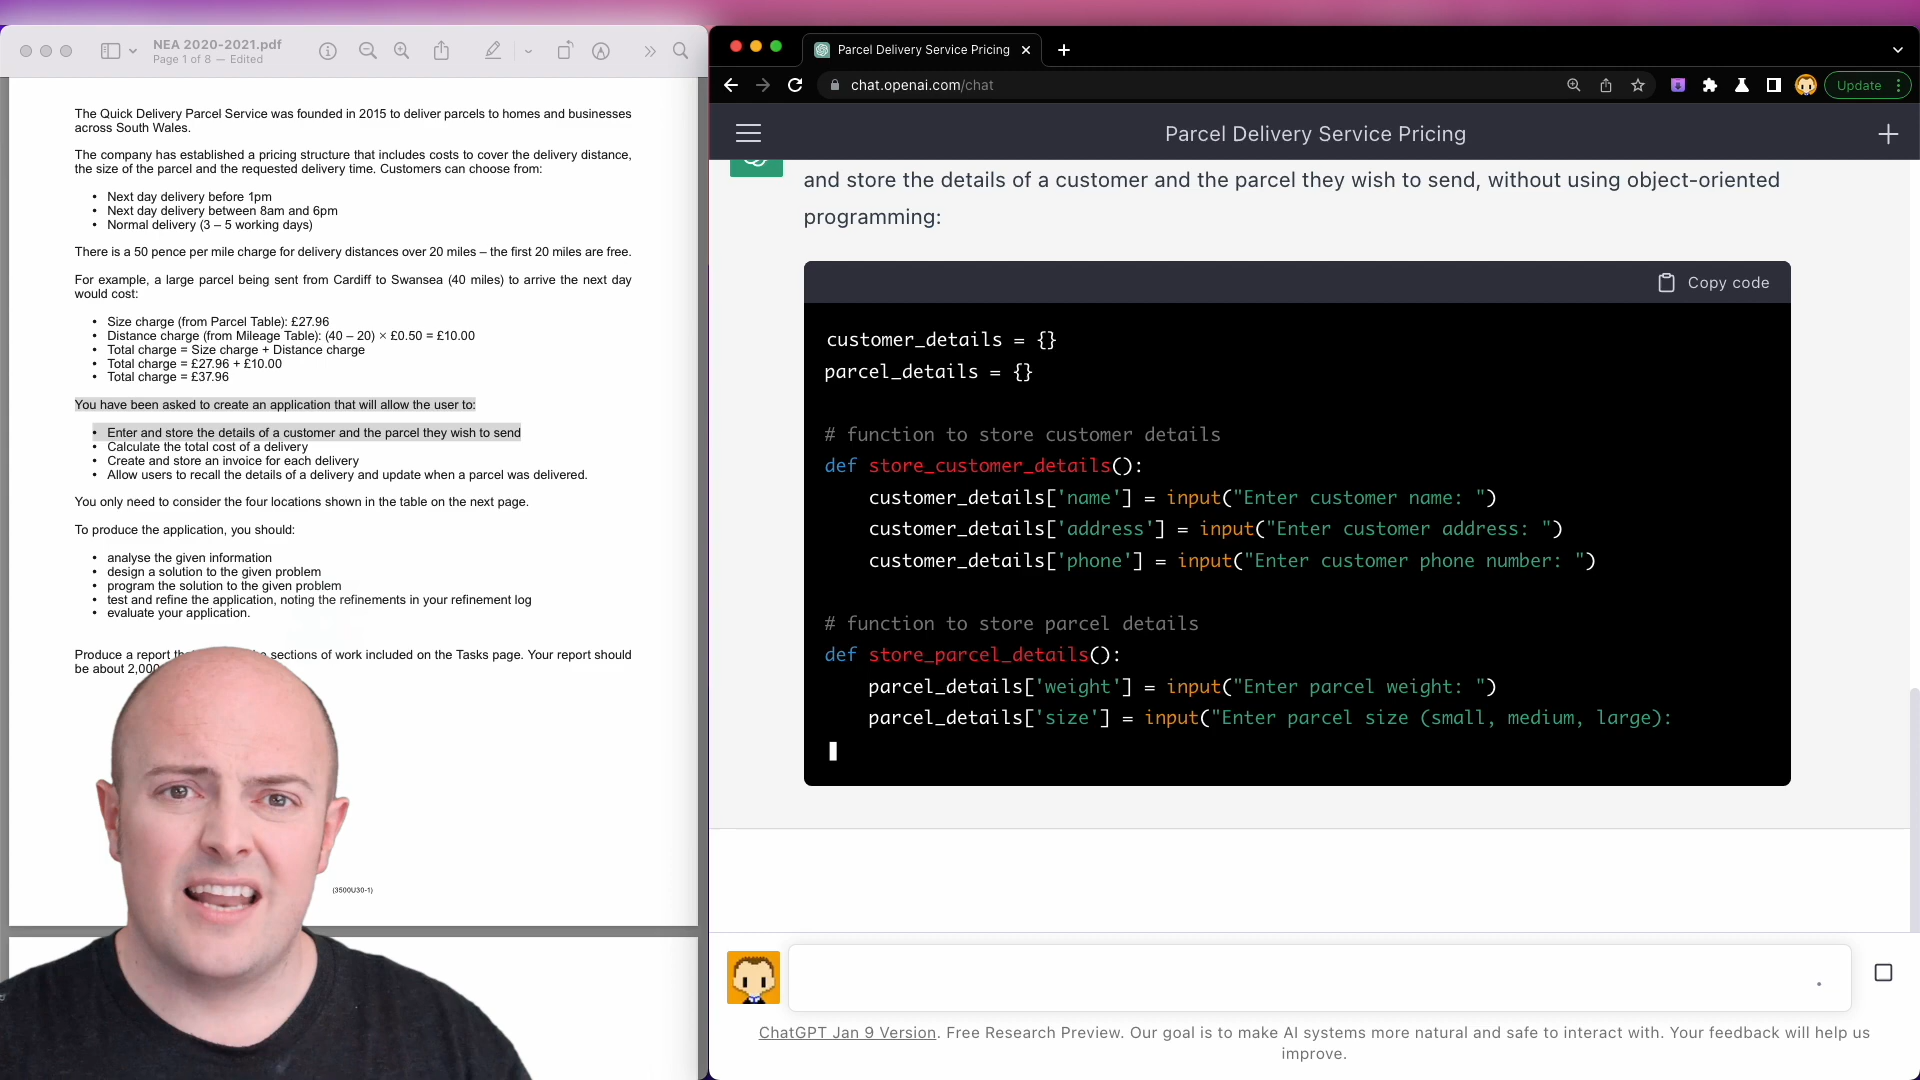 NEA 2020-2021.pdf
Page 1 of 8 — Edited
The Quick Delivery Parcel Service was founded in 2015 to deliver parcels to homes and businesses
across South Wales.
The company has established a pricing structure that includes costs to cover the delivery distance,
the size of the parcel and the requested delivery time. Customers can choose from:
• Next day delivery before 1pm
• Next day delivery between 8am and 6pm
• Normal delivery (3 – 5 working days)
There is a 50 pence per mile charge for delivery distances over 20 miles – the first 20 miles are free.
For example, a large parcel being sent from Cardiff to Swansea (40 miles) to arrive the next day
would cost:
• Size charge (from Parcel Table): £27.96
• Distance charge (from Mileage Table): (40 – 20) × £0.50 = £10.00
• Total charge = Size charge + Distance charge
• Total charge = £27.96 + £10.00
• Total charge = £37.96
You have been asked to create an application that will allow the user to:
• Enter and store the details of a customer and the parcel they wish to send
• Calculate the total cost of a delivery
• Create and store an invoice for each delivery
• Allow users to recall the details of a delivery and update when a parcel was delivered.
You only need to consider the four locations shown in the table on the next page.
To produce the application, you should:
• analyse the given information
• design a solution to the given problem
• program the solution to the given problem
• test and refine the application, noting the refinements in your refinement log
• evaluate your application.
Produce a report sections of work included on the Tasks page. Your report should
be about 2,000
(3500U30-1)
Parcel Delivery Service Pricing
chat.openai.com/chat
Update
Parcel Delivery Service Pricing
and store the details of a customer and the parcel they wish to send, without using object-oriented
programming:
Copy code
customer_details = {}
parcel_details = {}
# function to store customer details
def store_customer_details():
customer_details['name'] = input("Enter customer name: ")
customer_details['address'] = input("Enter customer address: ")
customer_details['phone'] = input("Enter customer phone number: ")
# function to store parcel details
def store_parcel_details():
parcel_details['weight'] = input("Enter parcel weight: ")
parcel_details['size'] = input("Enter parcel size (small, medium, large):
ChatGPT Jan 9 Version. Free Research Preview. Our goal is to make AI systems more natural and safe to interact with. Your feedback will help us
improve.